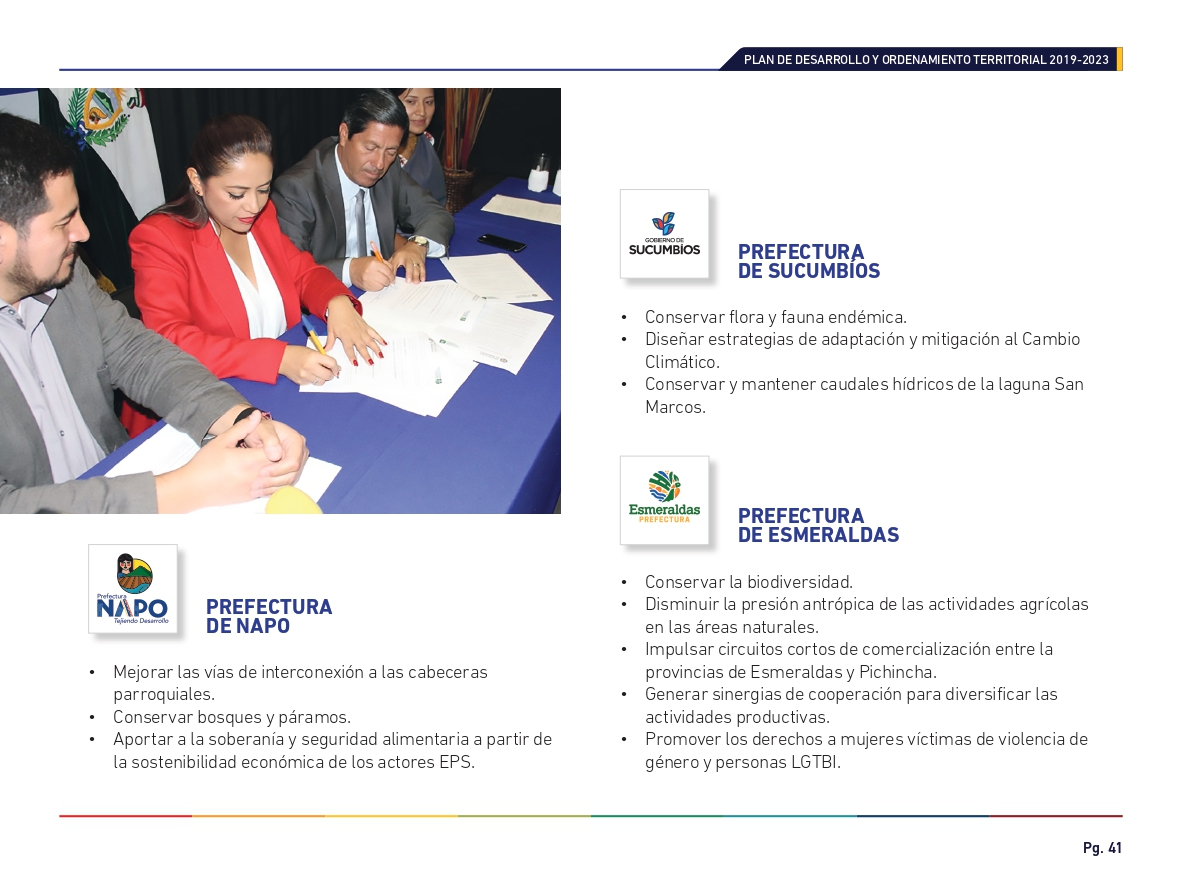 PLAN DE DESARROLLO Y ORDENAMIENTO TERRITORIAL 2019-2023
Prefectura
NAPO
Tejiendo Desarrollo
PREFECTURA
DE NAPO
• Mejorar las vías de interconexión a las cabeceras
parroquiales.
• Conservar bosques y páramos.
• Aportar a la soberanía y seguridad alimentaria a partir de
la sostenibilidad económica de los actores EPS.
GOBIERNO DE
SUCUMBÍOS
PREFECTURA
DE SUCUMBÍOS
• Conservar flora y fauna endémica.
• Diseñar estrategias de adaptación y mitigación al Cambio
Climático.
• Conservar y mantener caudales hídricos de la laguna San
Marcos.
Esmeraldas
PREFECTURA
PREFECTURA
DE ESMERALDAS
• Conservar la biodiversidad.
• Disminuir la presión antrópica de las actividades agrícolas
en las áreas naturales.
• Impulsar circuitos cortos de comercialización entre la
provincias de Esmeraldas y Pichincha.
• Generar sinergias de cooperación para diversificar las
actividades productivas.
• Promover los derechos a mujeres víctimas de violencia de
género y personas LGTBI.
Pg. 41